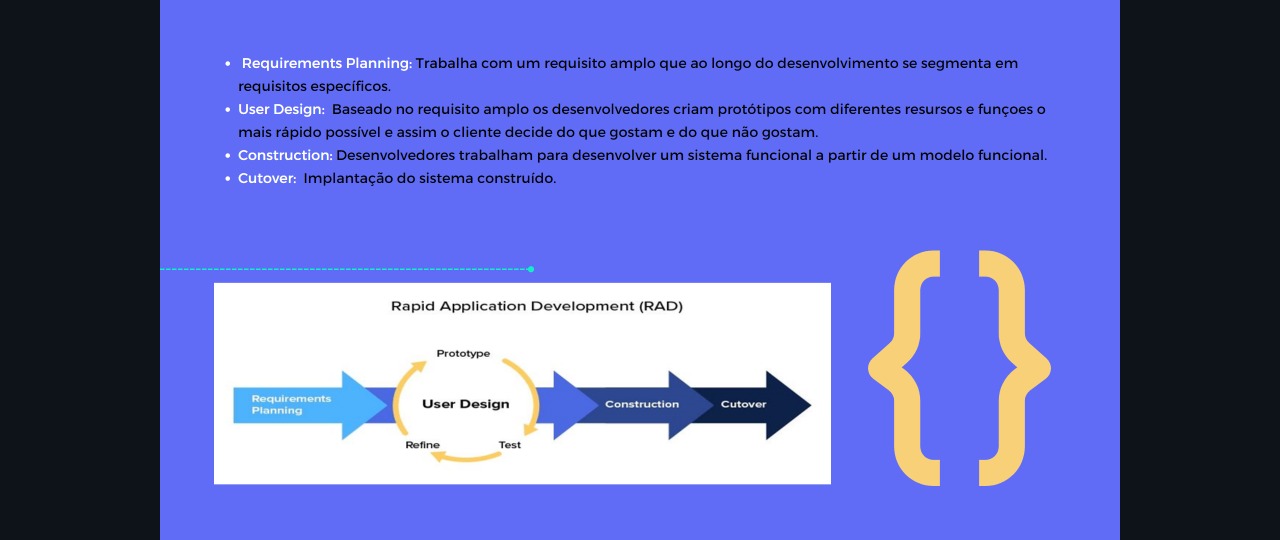 • Requirements Planning: Trabalha com um requisito amplo que ao longo do desenvolvimento se segmenta em
requisitos específicos.
• User Design: Baseado no requisito amplo os desenvolvedores criam protótipos com diferentes resursos e funçoes o
mais rápido possível e assim o cliente decide do que gostam e do que não gostam.
• Construction: Desenvolvedores trabalham para desenvolver um sistema funcional a partir de um modelo funcional.
• Cutover: Implantação do sistema construído.
Rapid Application Development (RAD)
Requirements
Planning
Prototype
User Design
Refine
Test
Construction
Cutover
{ }